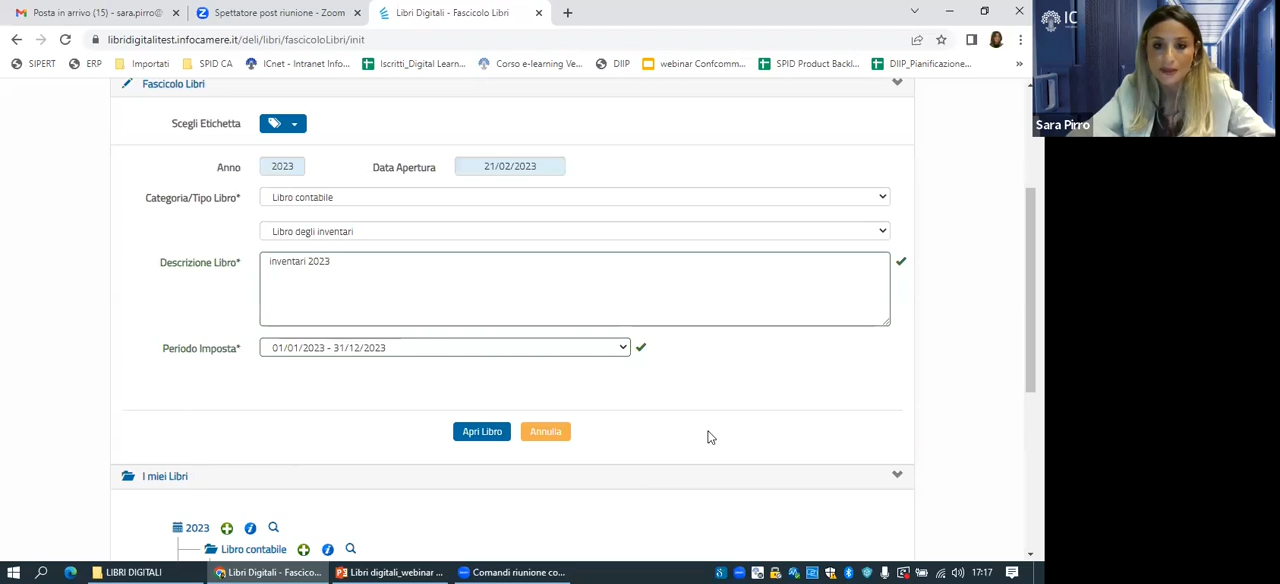 Posta in arrivo (15) - sara.pirro@
Spettatore post riunione - Zoom
Libri Digitali - Fascicolo Libri
libridigitalitest.infocamere.it/deli/libri/fascicoloLibri/init
SIPERT
ERP
Importati
SPID CA
ICnet - Intranet Info...
Iscritti_Digital Learn...
Corso e-learning Ve...
DIIP
webinar Confcomm...
SPID Product Backl...
DIIP_Pianificazione...
»
IC
Sara Pirro
Fascicolo Libri
Scegli Etichetta
Anno 2023 Data Apertura 21/02/2023
Categoria/Tipo Libro* Libro contabile
Libro degli inventari
Descrizione Libro* inventari 2023
Periodo Imposta* 01/01/2023 - 31/12/2023
Apri Libro Annulla
I miei Libri
2023
Libro contabile
LIBRI DIGITALI
Libri Digitali - Fascico...
Libri digitali_webinar ...
Comandi riunione co...
17:17